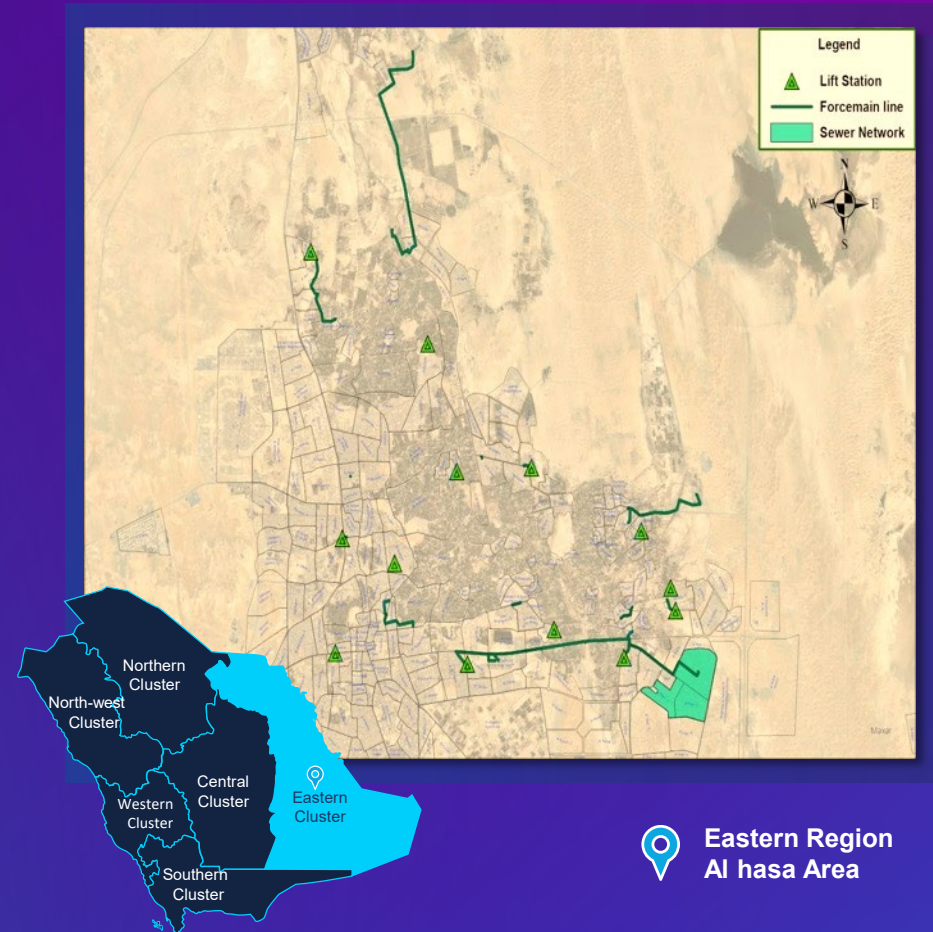 Legend
Lift Station
Forcemain line
Sewer Network
N
W
E
S
Makar
Northern
Cluster
North-west
Cluster
Central
Cluster
Western
Cluster
Eastern
Cluster
Southern
Cluster
Eastern Region
Al hasa Area